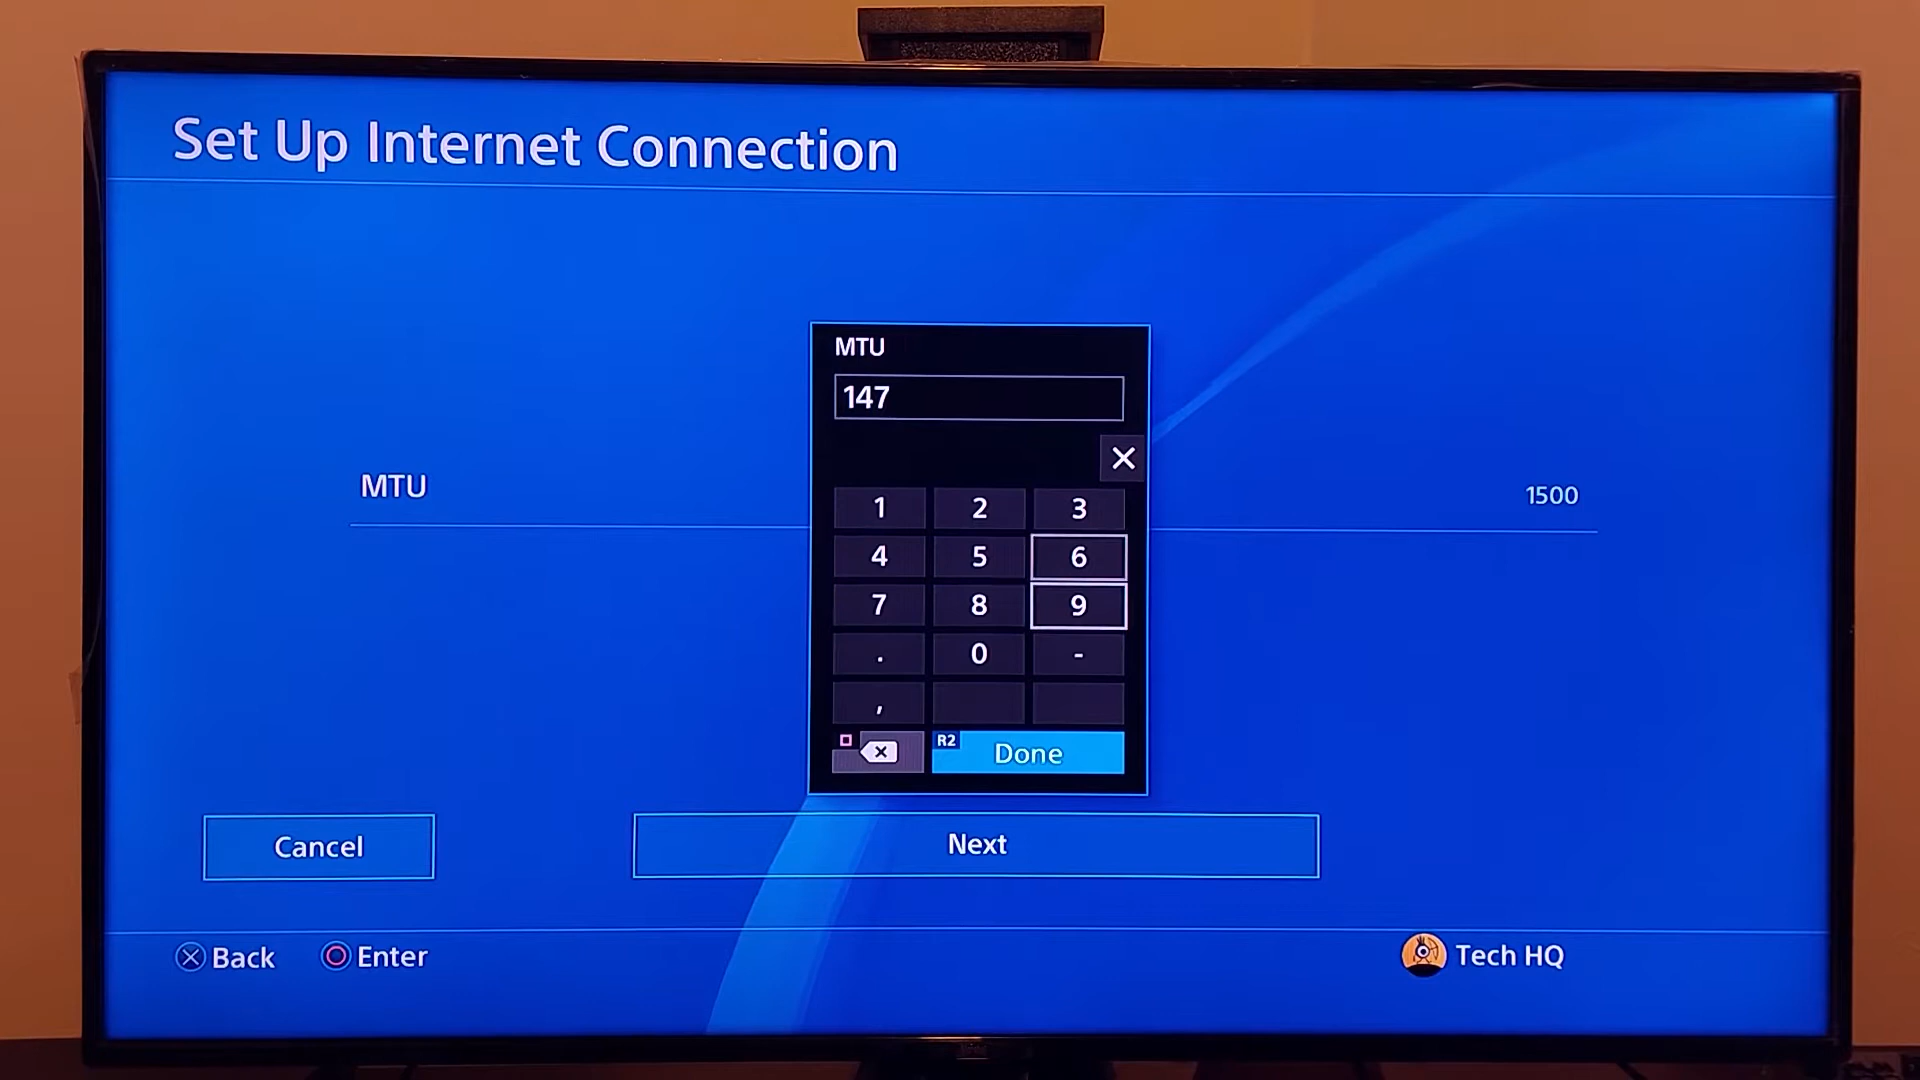 Set Up Internet Connection
MTU
147
MTU
1500
1 2 3
4 5 6
7 8 9
. 0 -
,
R2 Done
Cancel
Next
Back
Enter
Tech HQ